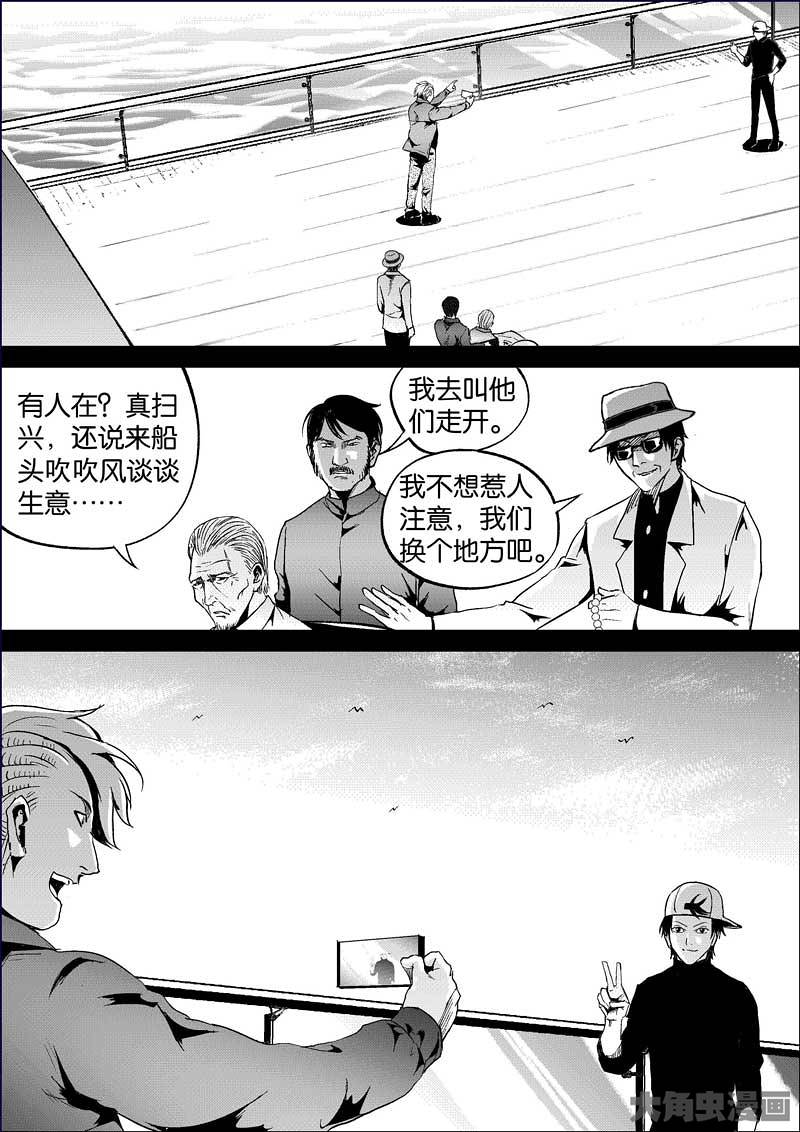 有人在？真扫
兴，还说来船
头吹吹风谈谈
生意……
我去叫他
们走开。
我不想惹人
注意，我们
换个地方吧。
大角虫漫画